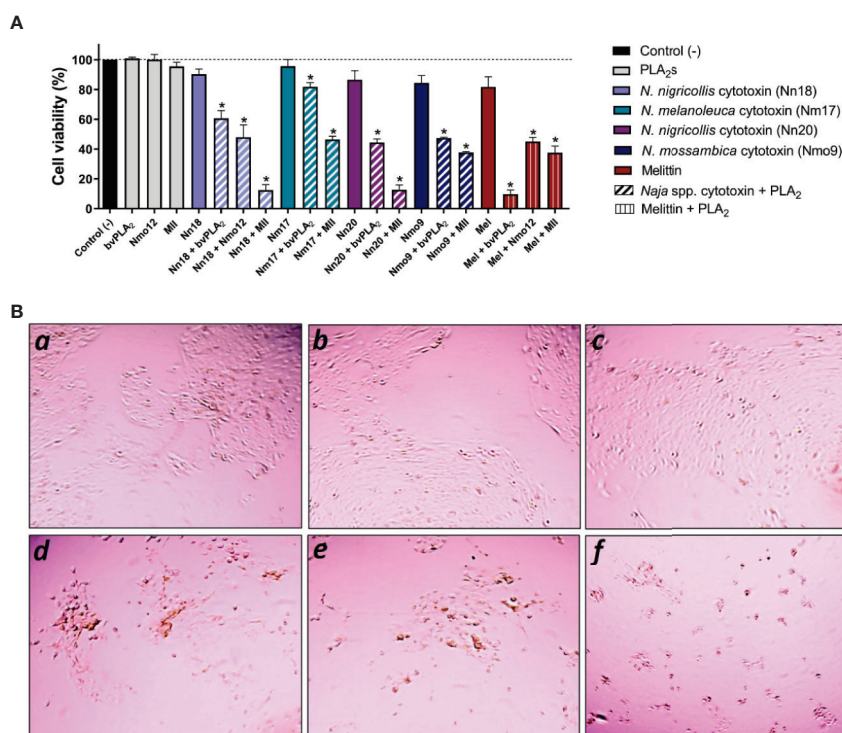 A
Cell viability (%)
100
80
60
40
20
0
Control (-)
bvPLA₂
Nmo12
MII
Nn18
Nn18 + bvPLA₂
Nn18 + Nmo12
Nn18 + MII
Nm17
Nm17 + bvPLA₂
Nm17 + MII
Nn20
Nn20 + bvPLA₂
Nn20 + MII
Nmo9
Nmo9 + bvPLA₂
Nmo9 + MII
Mel
Mel + bvPLA₂
Mel + Nmo12
Mel + MII
* * * * * * * * * * * *
Control (-)
PLA₂s
N. nigricollis cytotoxin (Nn18)
N. melanoleuca cytotoxin (Nm17)
N. nigricollis cytotoxin (Nn20)
N. mossambica cytotoxin (Nmo9)
Melittin
Naja spp. cytotoxin + PLA₂
Melittin + PLA₂
B
a
b
c
d
e
f